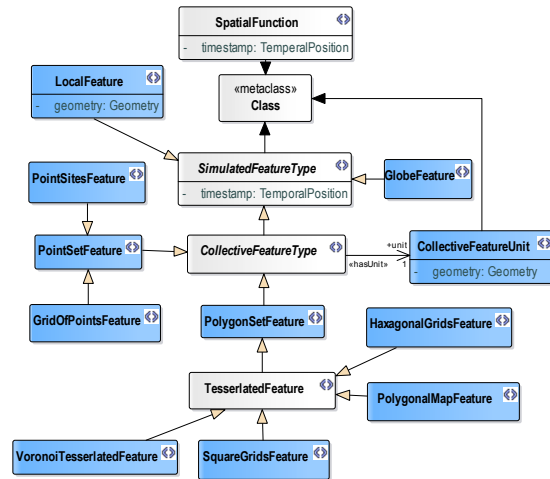 SpatialFunction
- timestamp: TemperalPosition
LocalFeature
- geometry: Geometry
«metaclass»
Class
SimulatedFeatureType
- timestamp: TemporalPosition
GlobeFeature
PointSitesFeature
PointSetFeature
CollectiveFeatureType
+unit
«hasUnit» 1
CollectiveFeatureUnit
- geometry: Geometry
GridOfPointsFeature
PolygonSetFeature
HaxagonalGridsFeature
TesserlatedFeature
PolygonalMapFeature
VoronoiTesserlatedFeature
SquareGridsFeature